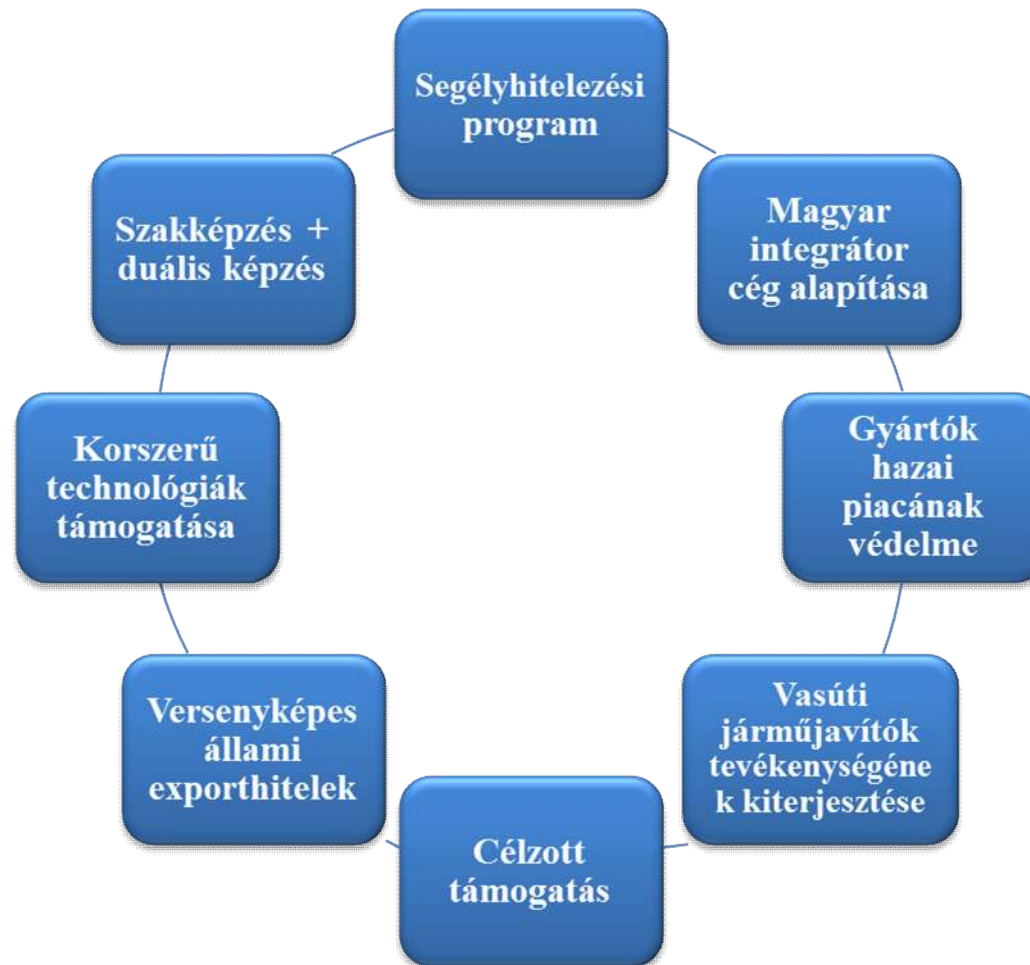 Segélyhitelezési
program
Magyar
integrátor
cég alapítása
Gyártók
hazai
piacának
védelme
Vasúti
járműjavítók
tevékenységéne
k kiterjesztése
Célzott
támogatás
Versenyképes
állami
exporthitelek
Korszerű
technológiák
támogatása
Szakképzés +
duális képzés